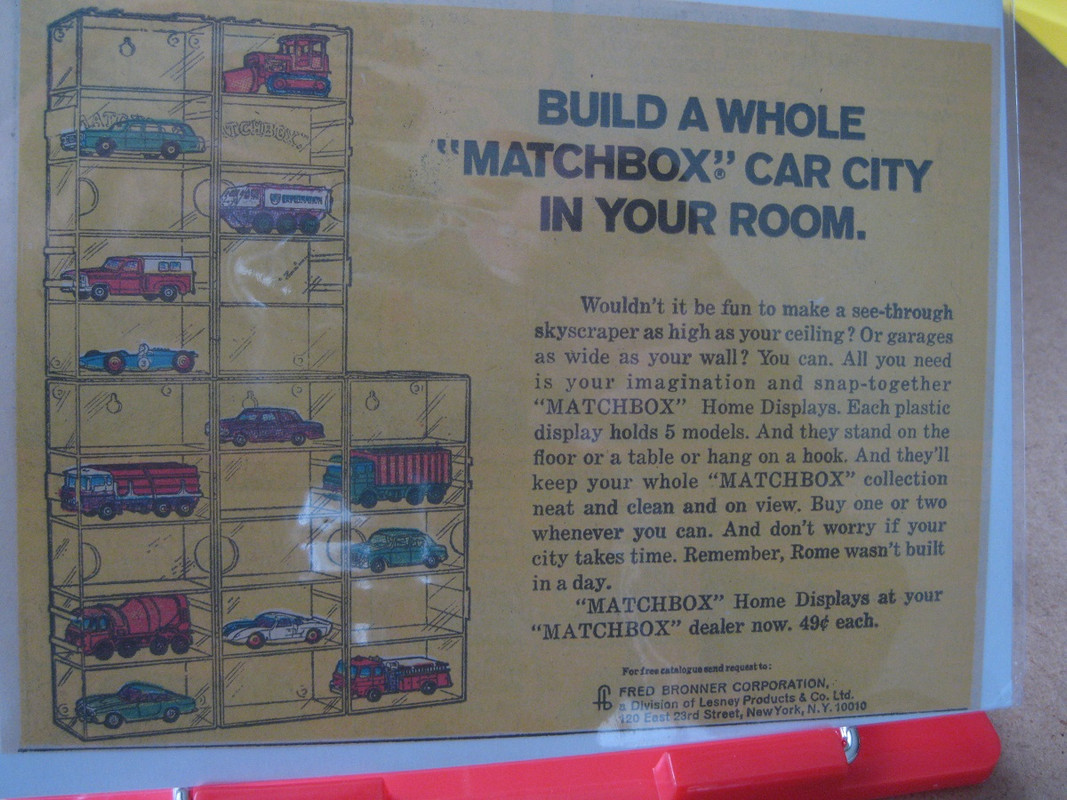 BUILD A WHOLE
“MATCHBOX”® CAR CITY
IN YOUR ROOM.
Wouldn't it be fun to make a see-through
skyscraper as high as your ceiling? Or garages
as wide as your wall? You can. All you need
is your imagination and snap-together
“MATCHBOX” Home Displays. Each plastic
display holds 5 models. And they stand on the
floor or a table or hang on a hook. And they'll
keep your whole “MATCHBOX” collection
neat and clean and on view. Buy one or two
whenever you can. And don't worry if your
city takes time. Remember, Rome wasn't built
in a day.
“MATCHBOX” Home Displays at your
“MATCHBOX” dealer now. 49¢ each.
For free catalogue send request to:
FRED BRONNER CORPORATION,
a Division of Lesney Products & Co. Ltd.
120 East 23rd Street, New York, N.Y. 10010